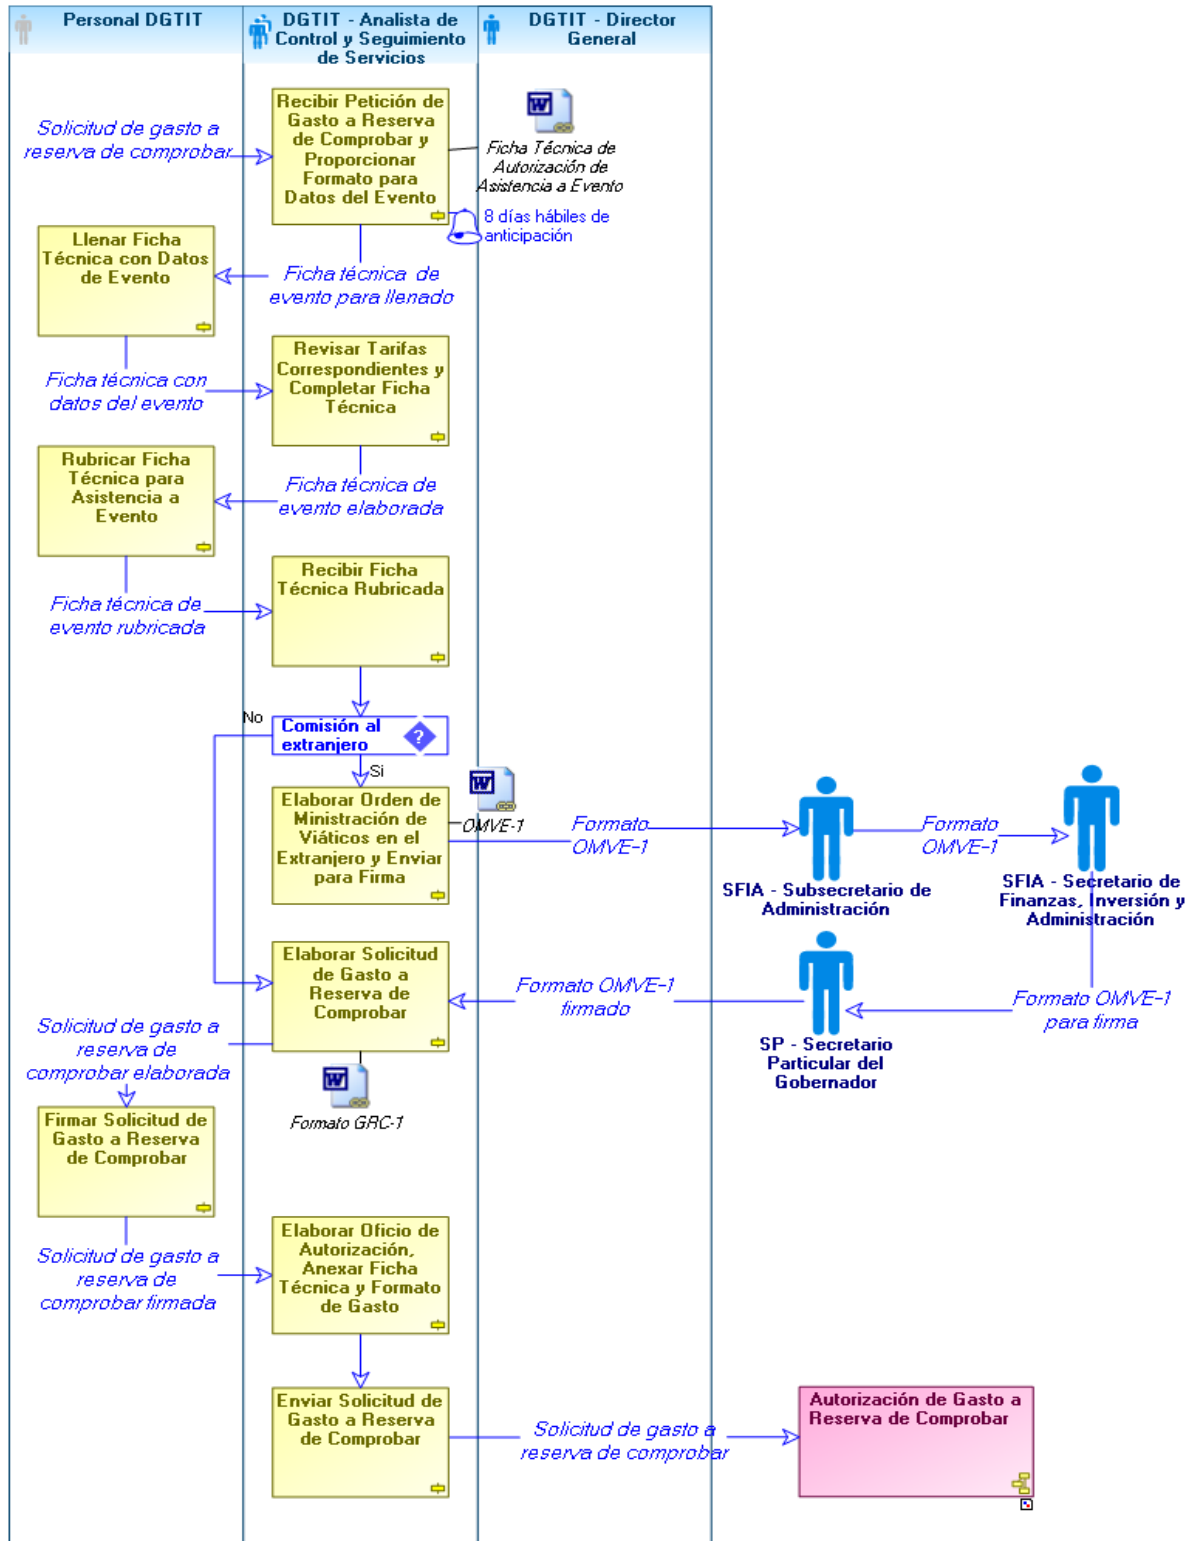 Personal DGTIT
DGTIT - Analista de
Control y Seguimiento
de Servicios
DGTIT - Director
General
Solicitud de gasto a
reserva de comprobar
Recibir Petición de
Gasto a Reserva
de Comprobar y
Proporcionar
Formato para
Datos del Evento
Ficha Técnica de
Autorización de
Asistencia a Evento
8 días hábiles de
anticipación
Llenar Ficha
Técnica con Datos
de Evento
Ficha técnica de
evento para llenado
Ficha técnica con
datos del evento
Revisar Tarifas
Correspondientes y
Completar Ficha
Técnica
Rubricar Ficha
Técnica para
Asistencia a
Evento
Ficha técnica de
evento elaborada
Ficha técnica de
evento rubricada
Recibir Ficha
Técnica Rubricada
No
Comisión al
extranjero
?
Si
Elaborar Orden de
Ministración de
Viáticos en el
Extranjero y Enviar
para Firma
OMVE-1
Formato
OMVE-1
SFIA - Subsecretario de
Administración
Formato
OMVE-1
SFIA - Secretario de
Finanzas, Inversión y
Administración
Formato OMVE-1
para firma
SP - Secretario
Particular del
Gobernador
Formato OMVE-1
firmado
Elaborar Solicitud
de Gasto a
Reserva de
Comprobar
Formato GRC-1
Solicitud de gasto a
reserva de
comprobar elaborada
Firmar Solicitud de
Gasto a Reserva
de Comprobar
Solicitud de gasto a
reserva de
comprobar firmada
Elaborar Oficio de
Autorización,
Anexar Ficha
Técnica y Formato
de Gasto
Enviar Solicitud de
Gasto a Reserva
de Comprobar
Solicitud de gasto a
reserva de comprobar
Autorización de Gasto a
Reserva de Comprobar